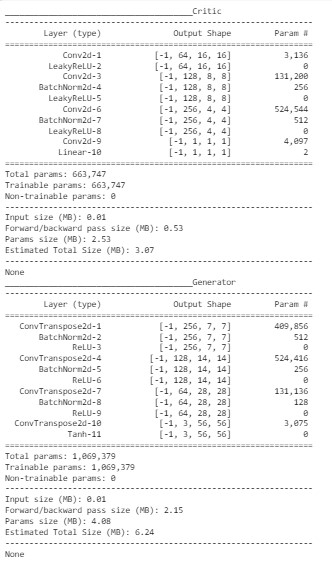 ________________________________________Critic
----------------------------------------------------------------
Layer (type) Output Shape Param #
================================================================
Conv2d-1 [-1, 64, 16, 16] 3,136
LeakyReLU-2 [-1, 64, 16, 16] 0
Conv2d-3 [-1, 128, 8, 8] 131,200
BatchNorm2d-4 [-1, 128, 8, 8] 256
LeakyReLU-5 [-1, 128, 8, 8] 0
Conv2d-6 [-1, 256, 4, 4] 524,544
BatchNorm2d-7 [-1, 256, 4, 4] 512
LeakyReLU-8 [-1, 256, 4, 4] 0
Conv2d-9 [-1, 1, 1, 1] 4,097
Linear-10 [-1, 1, 1, 1] 2
================================================================
Total params: 663,747
Trainable params: 663,747
Non-trainable params: 0
----------------------------------------------------------------
Input size (MB): 0.01
Forward/backward pass size (MB): 0.53
Params size (MB): 2.53
Estimated Total Size (MB): 3.07
----------------------------------------------------------------
None
________________________________________Generator
----------------------------------------------------------------
Layer (type) Output Shape Param #
================================================================
ConvTranspose2d-1 [-1, 256, 7, 7] 409,856
BatchNorm2d-2 [-1, 256, 7, 7] 512
ReLU-3 [-1, 256, 7, 7] 0
ConvTranspose2d-4 [-1, 128, 14, 14] 524,416
BatchNorm2d-5 [-1, 128, 14, 14] 256
ReLU-6 [-1, 128, 14, 14] 0
ConvTranspose2d-7 [-1, 64, 28, 28] 131,136
BatchNorm2d-8 [-1, 64, 28, 28] 128
ReLU-9 [-1, 64, 28, 28] 0
ConvTranspose2d-10 [-1, 3, 56, 56] 3,075
Tanh-11 [-1, 3, 56, 56] 0
================================================================
Total params: 1,069,379
Trainable params: 1,069,379
Non-trainable params: 0
----------------------------------------------------------------
Input size (MB): 0.01
Forward/backward pass size (MB): 2.15
Params size (MB): 4.08
Estimated Total Size (MB): 6.24
----------------------------------------------------------------
None